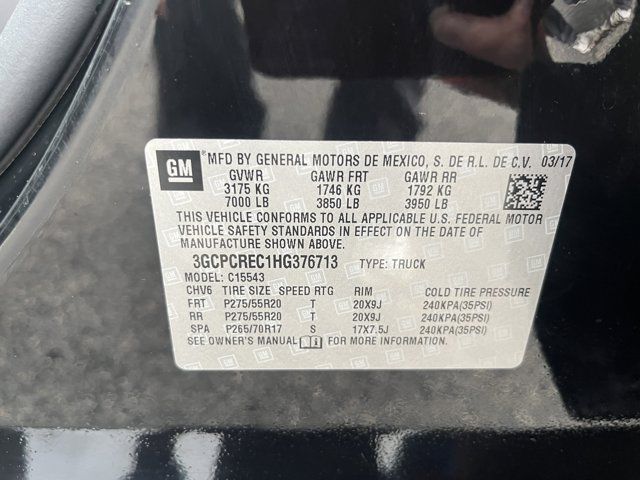 GM MFD BY GENERAL MOTORS DE MEXICO, S. DE R.L. DE C.V. 03/17
GVWR GAWR FRT GAWR RR
3175 KG 1746 KG 1792 KG
7000 LB 3850 LB 3950 LB
THIS VEHICLE CONFORMS TO ALL APPLICABLE U.S. FEDERAL MOTOR
VEHICLE SAFETY STANDARDS IN EFFECT ON THE DATE OF
MANUFACTURE SHOWN ABOVE.
3GCPCREC1HG376713 TYPE: TRUCK
MODEL: C15543
CHV6 TIRE SIZE SPEED RTG RIM COLD TIRE PRESSURE
FRT P275/55R20 T 20X9J 240KPA(35PSI)
RR P275/55R20 T 20X9J 240KPA(35PSI)
SPA P265/70R17 S 17X7.5J 240KPA(35PSI)
SEE OWNER'S MANUAL FOR MORE INFORMATION.